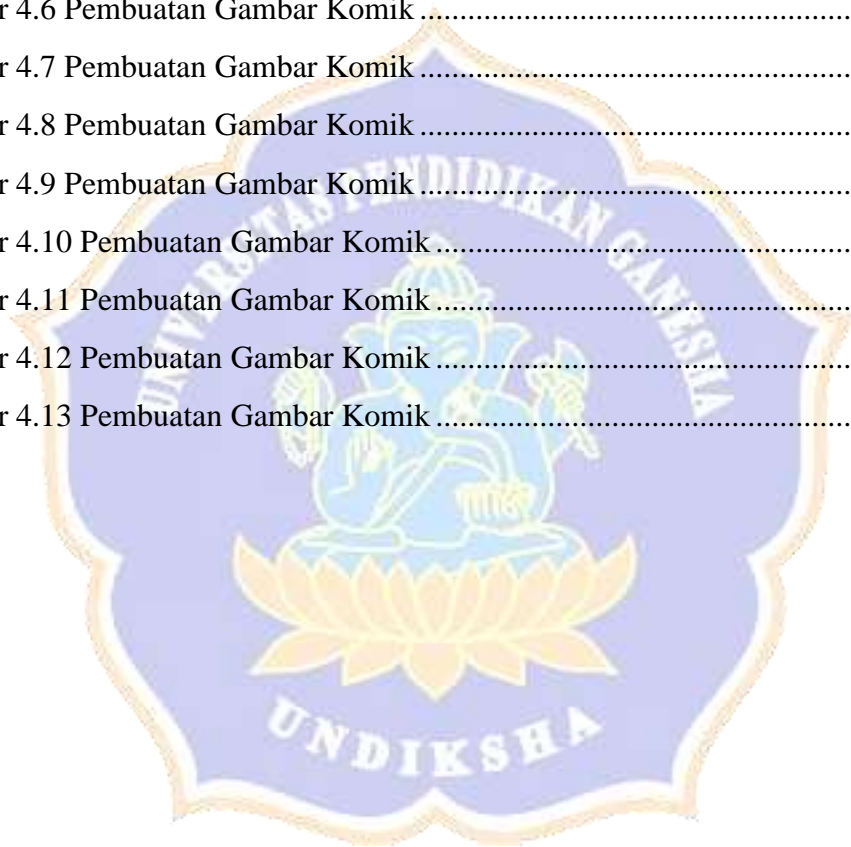 r 4.6 Pembuatan Gambar Komik ......................................................
r 4.7 Pembuatan Gambar Komik ......................................................
r 4.8 Pembuatan Gambar Komik ......................................................
r 4.9 Pembuatan Gambar Komik ......................................................
r 4.10 Pembuatan Gambar Komik ....................................................
r 4.11 Pembuatan Gambar Komik ....................................................
r 4.12 Pembuatan Gambar Komik ....................................................
r 4.13 Pembuatan Gambar Komik ....................................................
UNIVERSITAS PENDIDIKAN GANESHA
UNDIKSHA